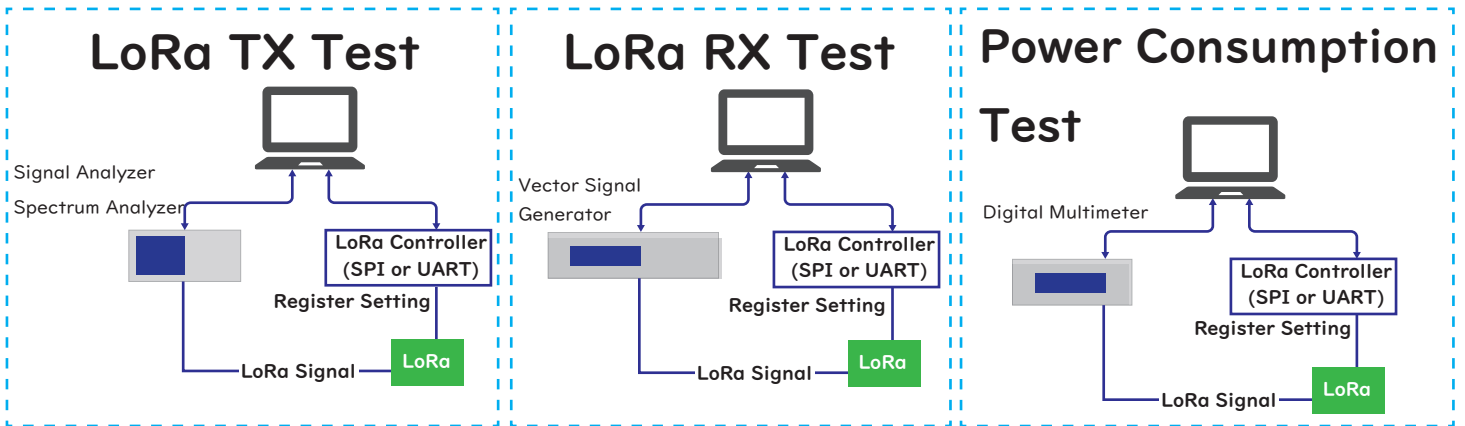 LoRa TX Test
Signal Analyzer
Spectrum Analyzer
LoRa Controller
(SPI or UART)
Register Setting
LoRa
LoRa Signal
LoRa RX Test
Vector Signal
Generator
LoRa Controller
(SPI or UART)
Register Setting
LoRa
LoRa Signal
Power Consumption
Test
Digital Multimeter
LoRa Controller
(SPI or UART)
Register Setting
LoRa
LoRa Signal